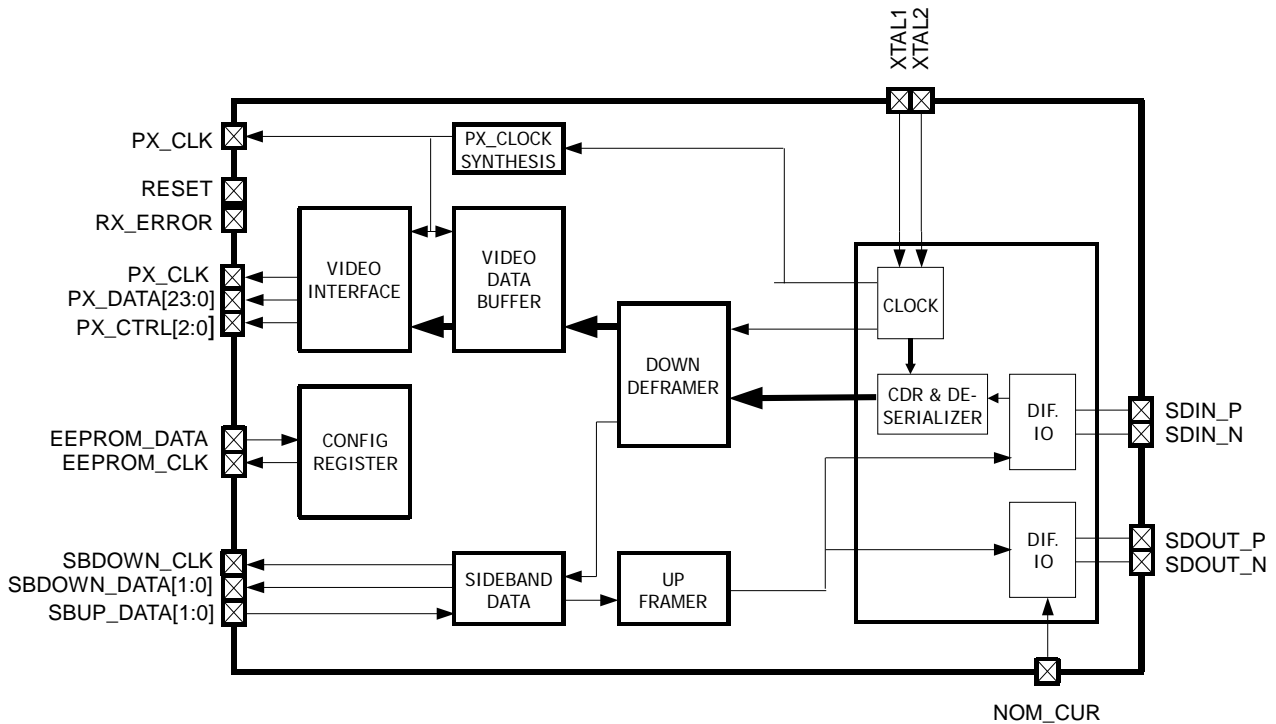 XTAL1
XTAL2
PX_CLK
RESET
RX_ERROR
PX_CLK
PX_DATA[23:0]
PX_CTRL[2:0]
EEPROM_DATA
EEPROM_CLK
SBDOWN_CLK
SBDOWN_DATA[1:0]
SBUP_DATA[1:0]
PX_CLOCK
SYNTHESIS
VIDEO
INTERFACE
VIDEO
DATA
BUFFER
DOWN
DEFRAMER
CONFIG
REGISTER
SIDEBAND
DATA
UP
FRAMER
CLOCK
CDR & DE-
SERIALIZER
DIF.
IO
DIF.
IO
SDIN_P
SDIN_N
SDOUT_P
SDOUT_N
NOM_CUR